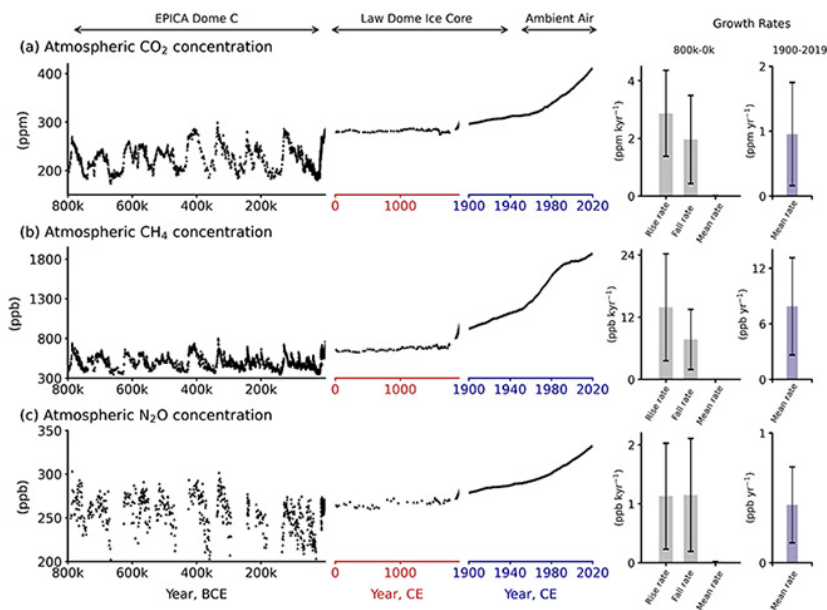 EPICA Dome C
Law Dome Ice Core
Ambient Air
Growth Rates
(a) Atmospheric CO₂ concentration
800k-0k
1900-2019
400
300
200
(ppm)
800k 600k 400k 200k
0 1000
1900 1940 1980 2020
4
2
0
(ppm kyr⁻¹)
Rise rate
Fall rate
Mean rate
2
1
0
(ppm yr⁻¹)
Mean rate
(b) Atmospheric CH₄ concentration
1800
1300
800
300
(ppb)
800k 600k 400k 200k
0 1000
1900 1940 1980 2020
24
12
0
(ppb kyr⁻¹)
Rise rate
Fall rate
Mean rate
12
6
0
(ppb yr⁻¹)
Mean rate
(c) Atmospheric N₂O concentration
350
300
250
200
(ppb)
800k 600k 400k 200k
0 1000
1900 1940 1980 2020
Year, BCE
Year, CE
Year, CE
2
1
0
(ppb kyr⁻¹)
Rise rate
Fall rate
Mean rate
1
0
(ppb yr⁻¹)
Mean rate